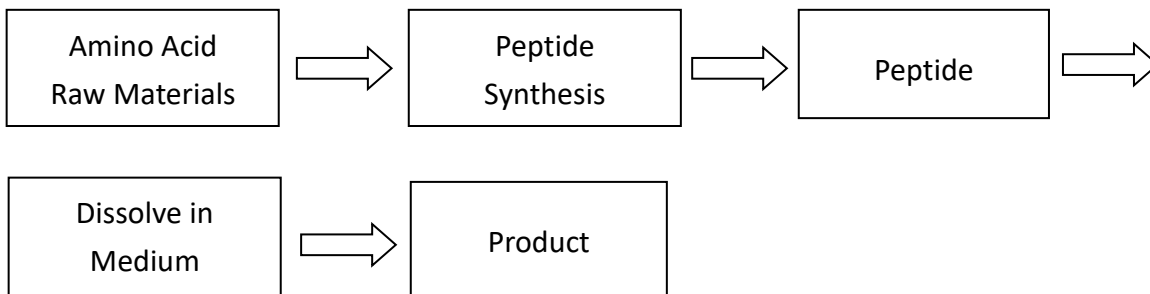 Amino Acid
Raw Materials
Peptide
Synthesis
Peptide
Dissolve in
Medium
Product